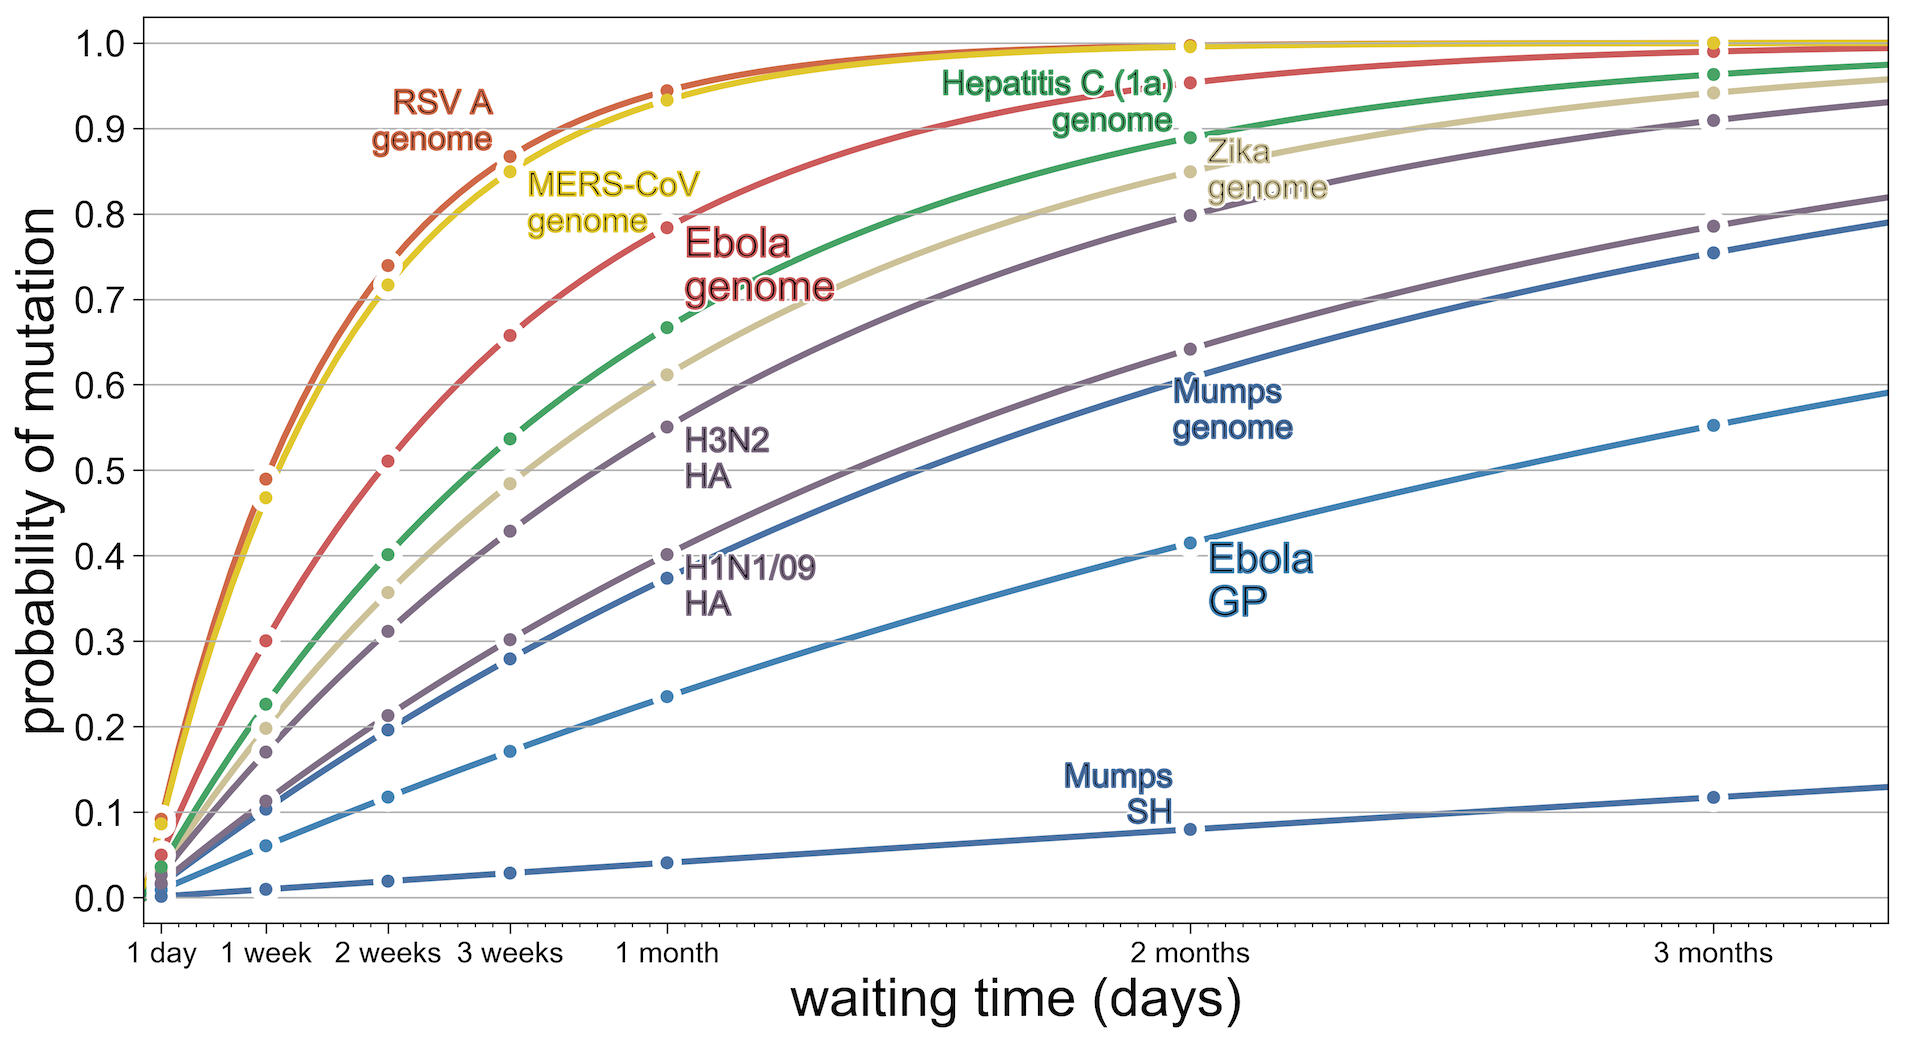 probability of mutation
1.0
0.9
0.8
0.7
0.6
0.5
0.4
0.3
0.2
0.1
0.0
RSV A
genome
MERS-CoV
genome
Ebola
genome
Hepatitis C (1a)
genome
Zika
genome
H3N2
HA
H1N1/09
HA
Mumps
genome
Ebola
GP
Mumps
SH
1 day 1 week 2 weeks 3 weeks 1 month 2 months 3 months
waiting time (days)